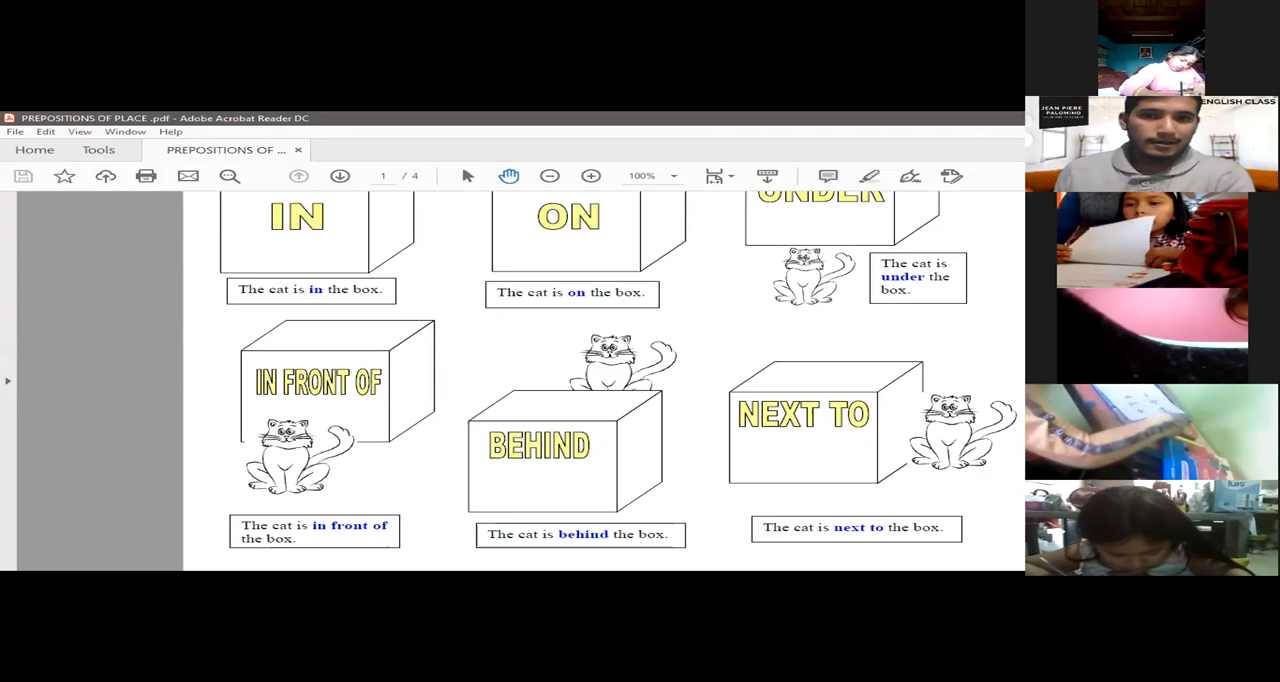 PREPOSITIONS OF PLACE .pdf - Adobe Acrobat Reader DC
File Edit View Window Help
Home Tools PREPOSITIONS OF ... ×
1 / 4 100%
IN
ON
UNDER
The cat is in the box.
The cat is on the box.
The cat is
under the
box.
IN FRONT OF
BEHIND
NEXT TO
The cat is in front of
the box.
The cat is behind the box.
The cat is next to the box.
JEAN PIERE
PALOMINO
ENGLISH CLASS